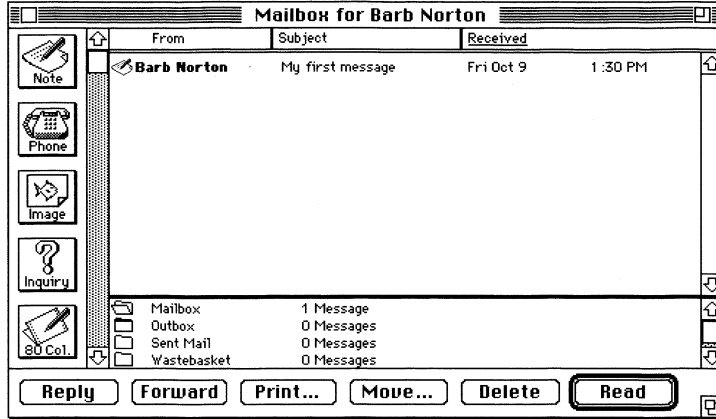 Mailbox for Barb Norton
From Subject Received
Barb Norton My first message Fri Oct 9 1:30 PM
Note
Phone
Image
Inquiry
80 Col.
Mailbox 1 Message
Outbox 0 Messages
Sent Mail 0 Messages
Wastebasket 0 Messages
Reply Forward Print... Move... Delete Read